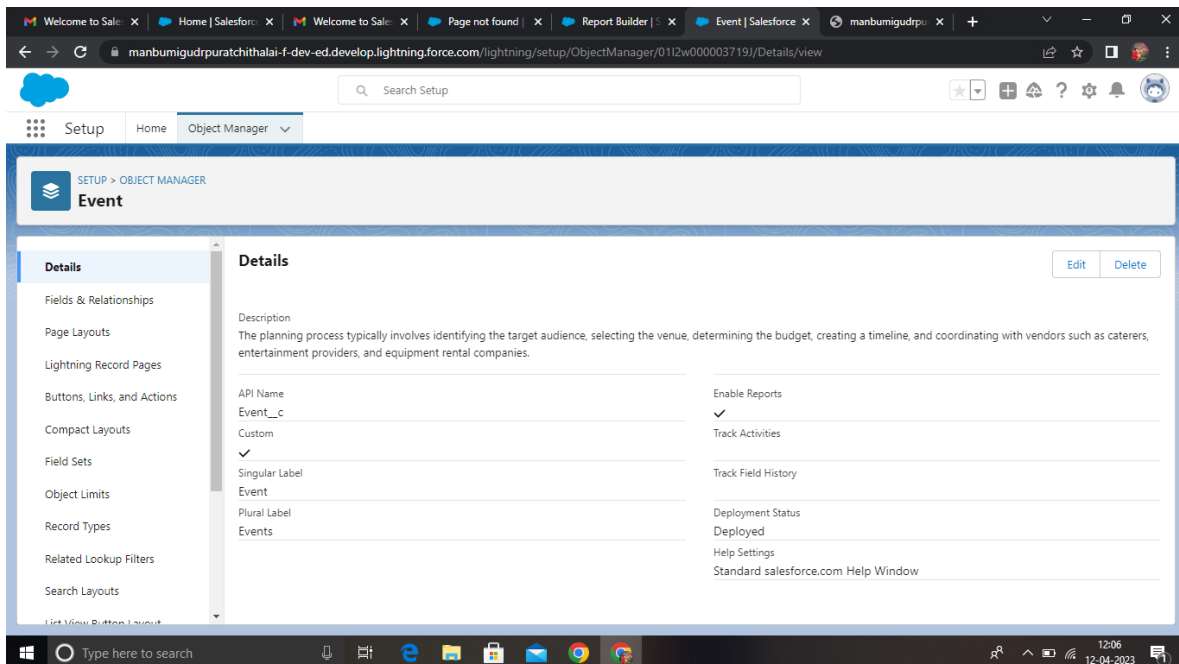 Welcome to Sale
Home | Salesforc
Welcome to Sale
Page not found |
Report Builder | S
Event | Salesforce
manbumigudrpu
manbumigudrpuratchithalai-f-dev-ed.develop.lightning.force.com/lightning/setup/ObjectManager/01I2w000003719J/Details/view
Search Setup
Setup
Home
Object Manager
SETUP > OBJECT MANAGER
Event
Details
Fields & Relationships
Page Layouts
Lightning Record Pages
Buttons, Links, and Actions
Compact Layouts
Field Sets
Object Limits
Record Types
Related Lookup Filters
Search Layouts
List View Button Layout
Details
Edit
Delete
Description
The planning process typically involves identifying the target audience, selecting the venue, determining the budget, creating a timeline, and coordinating with vendors such as caterers,
entertainment providers, and equipment rental companies.
API Name
Event__c
Custom
Singular Label
Event
Plural Label
Events
Enable Reports
Track Activities
Track Field History
Deployment Status
Deployed
Help Settings
Standard salesforce.com Help Window
Type here to search
12:06
12-04-2023